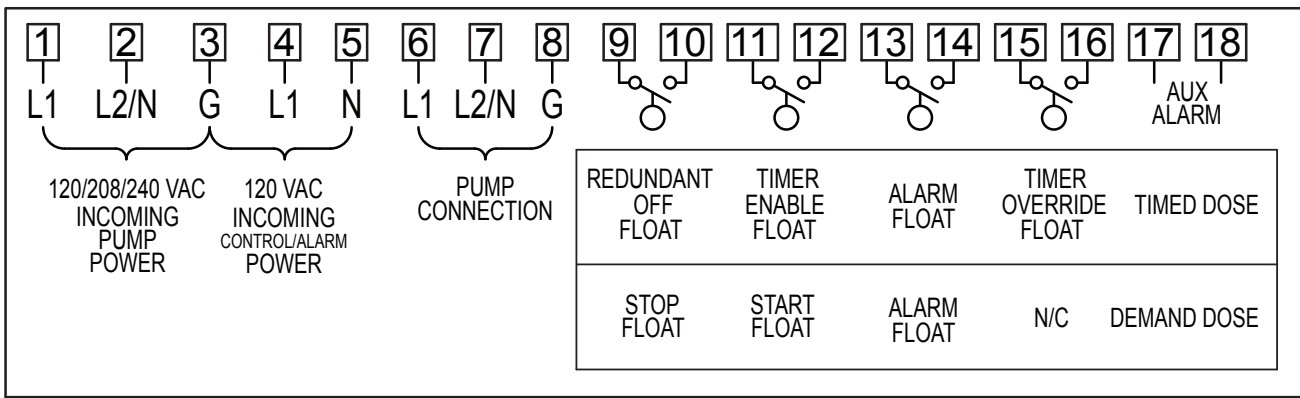 1 2 3 4 5 6 7 8 9 10 11 12 13 14 15 16 17 18
L1 L2/N G L1 N L1 L2/N G
AUX
ALARM
120/208/240 VAC
INCOMING
PUMP
POWER
120 VAC
INCOMING
CONTROL/ALARM
POWER
PUMP
CONNECTION
REDUNDANT
OFF
FLOAT
TIMER
ENABLE
FLOAT
ALARM
FLOAT
TIMER
OVERRIDE
FLOAT
TIMED DOSE
STOP
FLOAT
START
FLOAT
ALARM
FLOAT
N/C
DEMAND DOSE